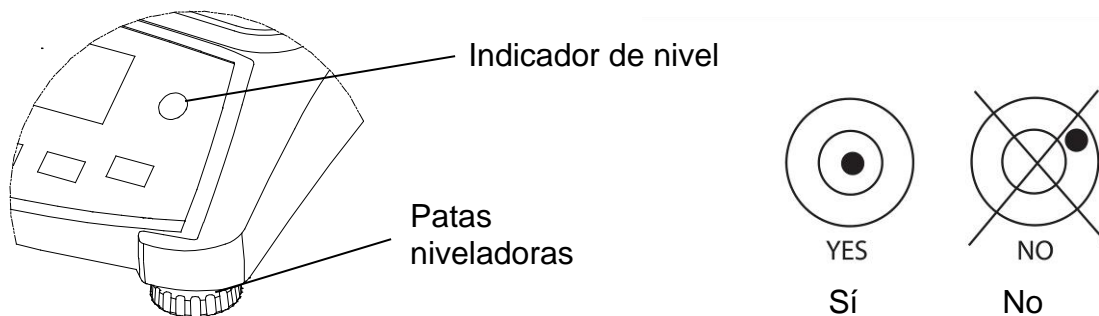 Indicador de nivel
Patas
niveladoras
YES
NO
Sí
No